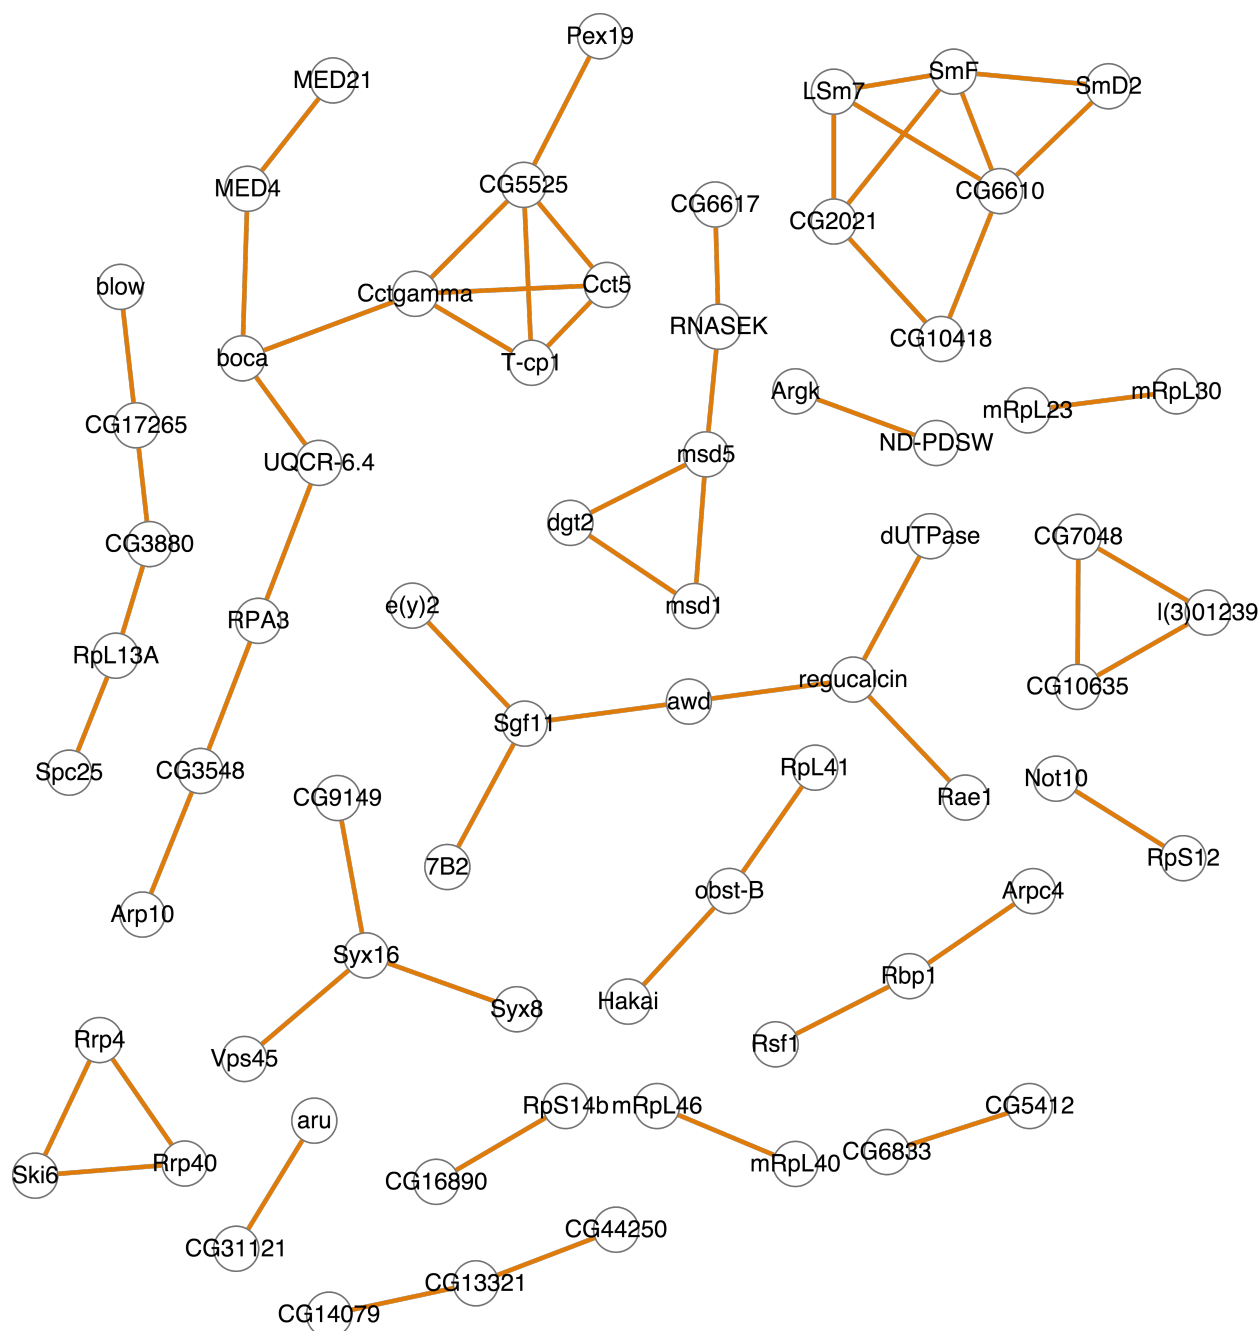 Pex19
MED21
SmF
LSm7
SmD2
MED4
CG5525
CG6617
CG6610
CG2021
blow
Cctgamma
Cct5
RNASEK
CG10418
boca
T-cp1
Argk
mRpL30
mRpL23
CG17265
ND-PDSW
UQCR-6.4
msd5
dgt2
CG3880
dUTPase
CG7048
e(y)2
msd1
l(3)01239
RPA3
RpL13A
regucalcin
CG10635
awd
Sgf11
Spc25
CG3548
RpL41
Not10
CG9149
Rae1
7B2
RpS12
obst-B
Arpc4
Arp10
Syx16
Rbp1
Hakai
Syx8
Rsf1
Rrp4
Vps45
RpS14b
mRpL46
CG5412
aru
CG6833
Rrp40
mRpL40
Ski6
CG16890
CG44250
CG31121
CG13321
CG14079